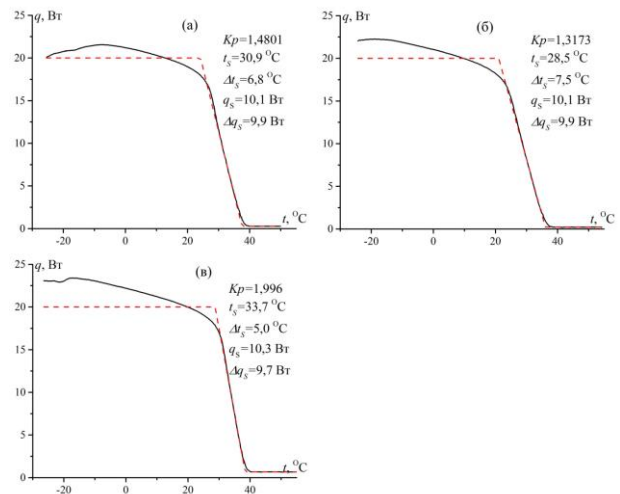 q, Вт
(а)
25
20
15
10
5
0
-20
0
20
40
t, °C
Kp=1,4801
tS=30,9 °C
ΔtS=6,8 °C
qS=10,1 Вт
ΔqS=9,9 Вт
q, Вт
(б)
25
20
15
10
5
0
-20
0
20
40
60
t, °C
Kp=1,3173
tS=28,5 °C
ΔtS=7,5 °C
qS=10,1 Вт
ΔqS=9,9 Вт
q, Вт
(в)
25
20
15
10
5
0
-20
0
20
40
t, °C
Kp=1,996
tS=33,7 °C
ΔtS=5,0 °C
qS=10,3 Вт
ΔqS=9,7 Вт